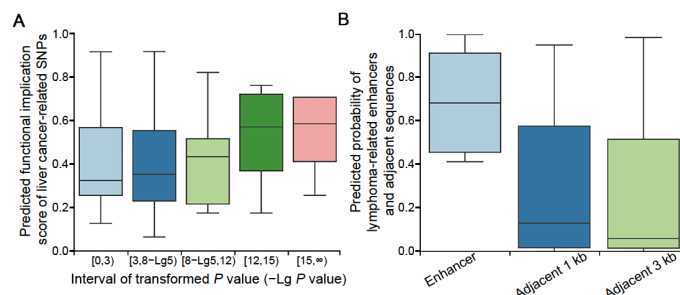 A
Predicted functional implication
score of liver cancer-related SNPs
1.0
0.8
0.6
0.4
0.2
0.0
[0,3) [3,8−Lg5) [8−Lg5,12) [12,15) [15,∞)
Interval of transformed P value (−Lg P value)
B
Predicted probability of
lymphoma-related enhancers
and adjacent sequences
1.0
0.8
0.6
0.4
0.2
0.0
Enhancer
Adjacent 1 kb
Adjacent 3 kb